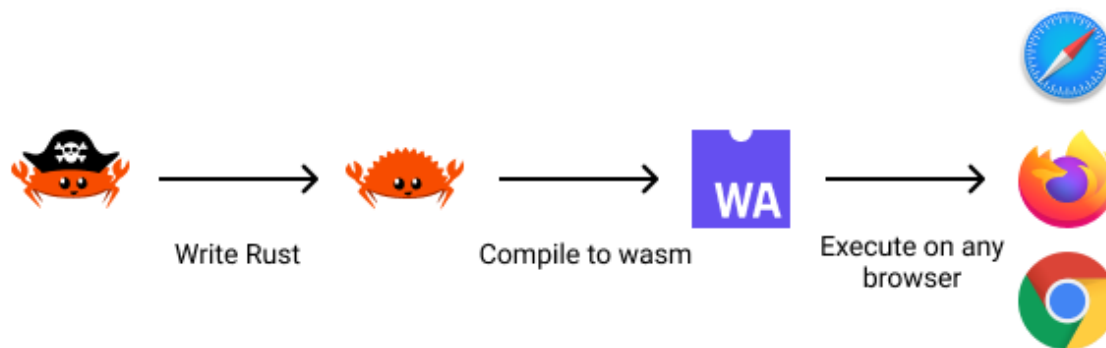 WA
Write Rust
Compile to wasm
Execute on any
browser